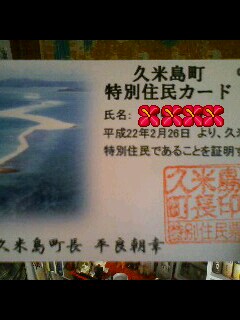 久米島町
特別住民カード
氏名:
平成22年2月26日 より、久
特別住民であることを証明す
久米島
町長印
特別住民
久米島町長 平良朝幸